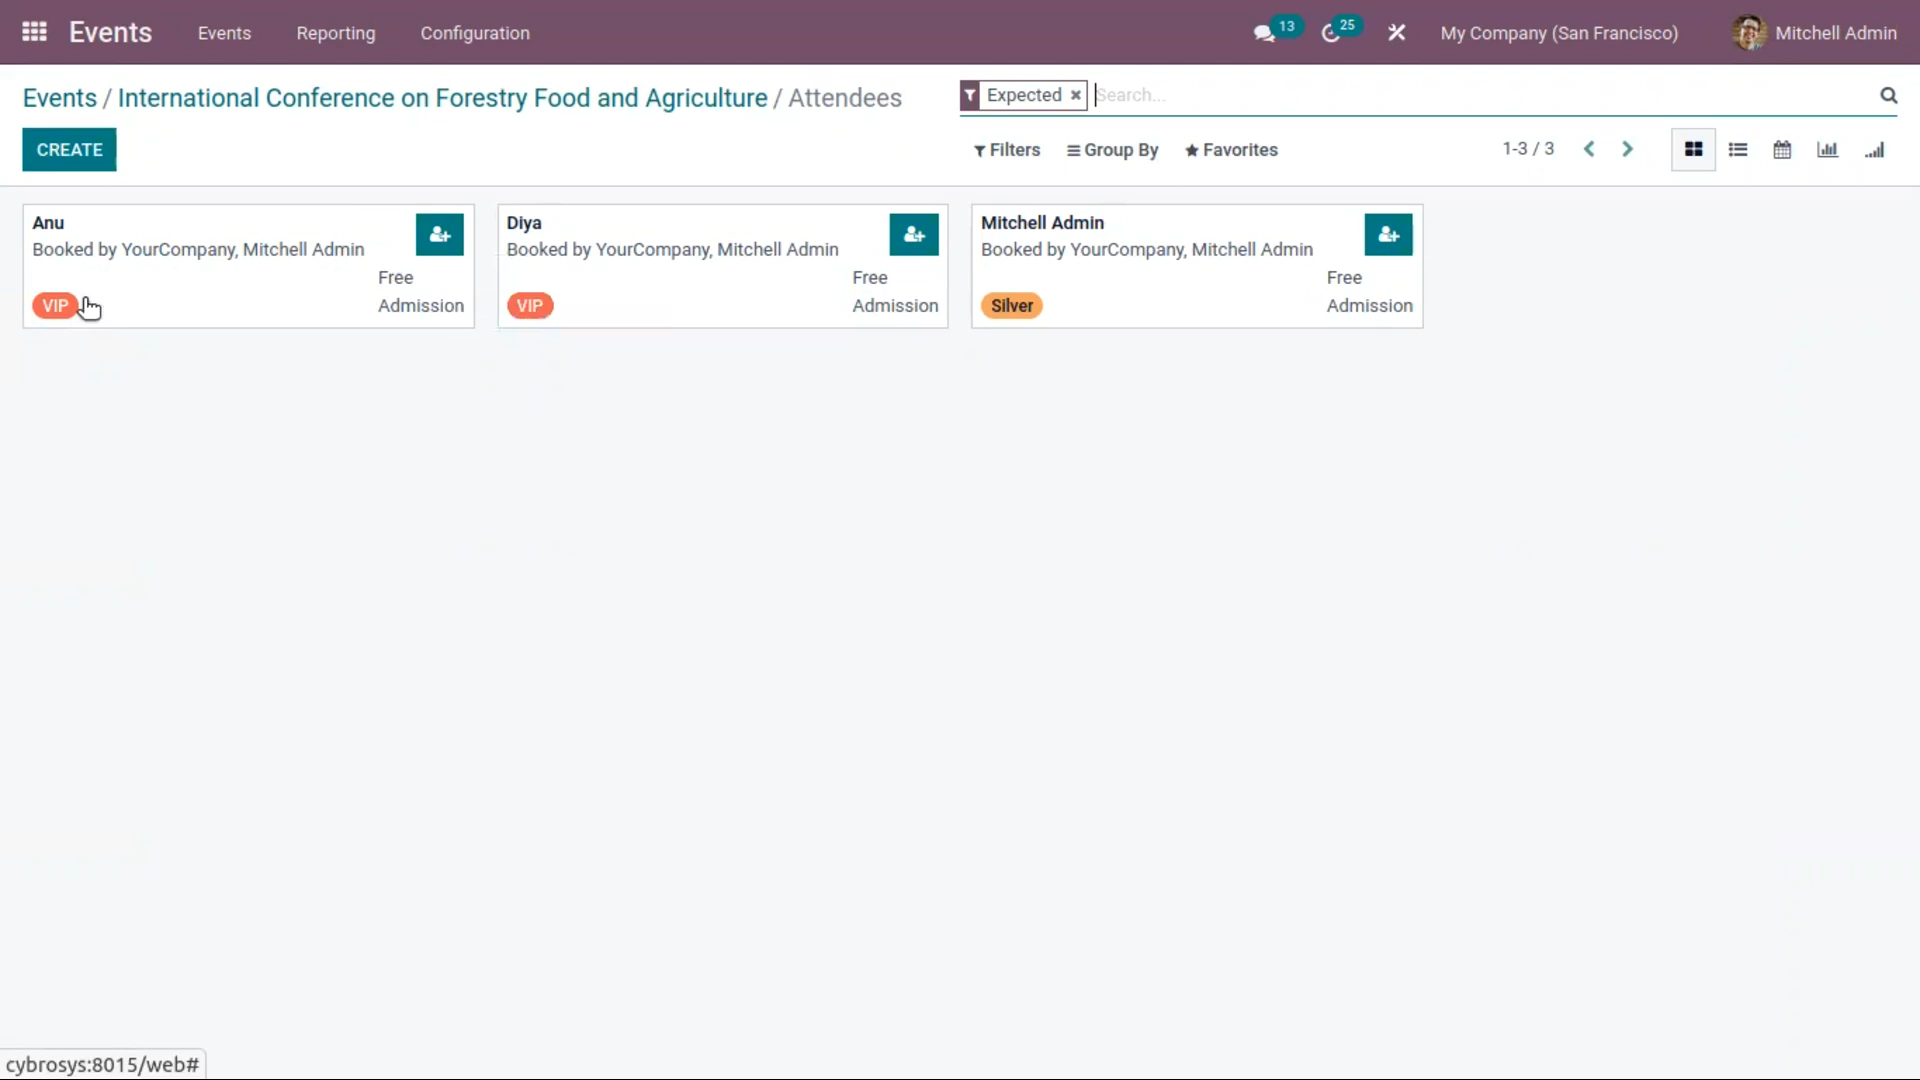 Events Events Reporting Configuration 13 25 My Company (San Francisco) Mitchell Admin
Events / International Conference on Forestry Food and Agriculture / Attendees
Expected × Search...
CREATE
Filters Group By Favorites 1-3 / 3
Anu
Booked by YourCompany, Mitchell Admin
Free
Admission
VIP
Diya
Booked by YourCompany, Mitchell Admin
Free
Admission
VIP
Mitchell Admin
Booked by YourCompany, Mitchell Admin
Free
Admission
Silver
cybrosys:8015/web#